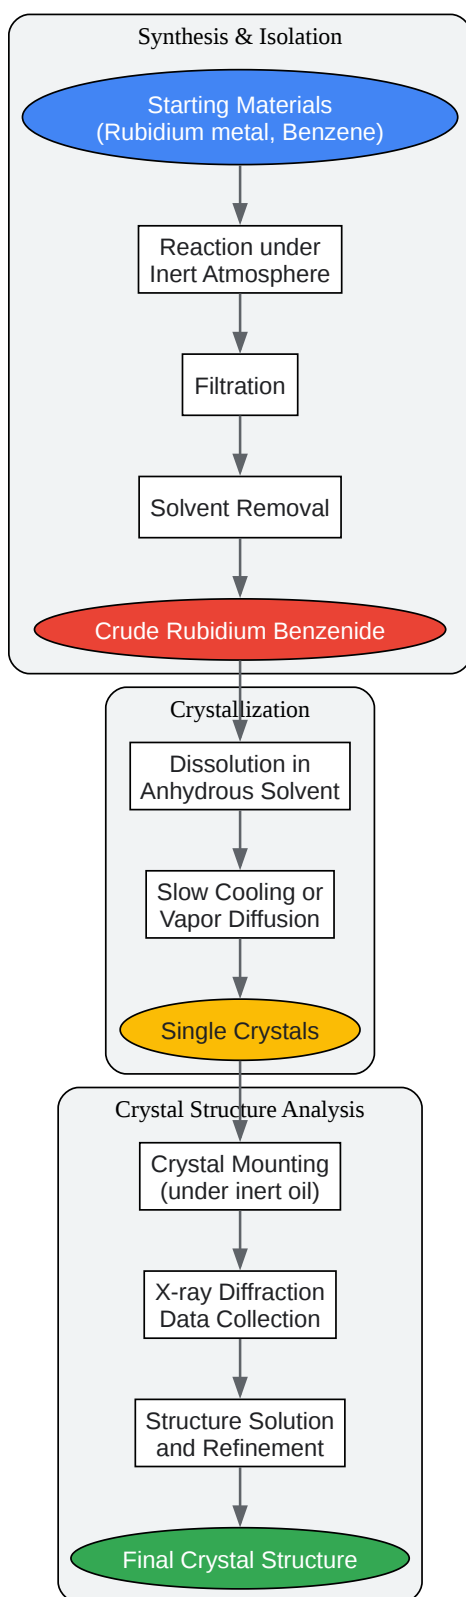 Synthesis & Isolation
Starting Materials
(Rubidium metal, Benzene)
Reaction under
Inert Atmosphere
Filtration
Solvent Removal
Crude Rubidium Benzenide
Crystallization
Dissolution in
Anhydrous Solvent
Slow Cooling or
Vapor Diffusion
Single Crystals
Crystal Structure Analysis
Crystal Mounting
(under inert oil)
X-ray Diffraction
Data Collection
Structure Solution
and Refinement
Final Crystal Structure